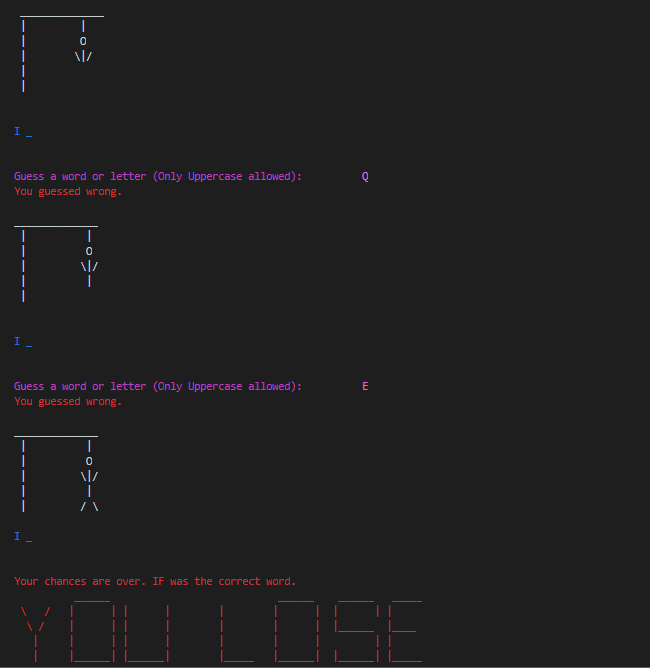 I _
Guess a word or letter (Only Uppercase allowed): Q
You guessed wrong.
I _
Guess a word or letter (Only Uppercase allowed): E
You guessed wrong.
I _
Your chances are over. IF was the correct word.
YOU LOSE